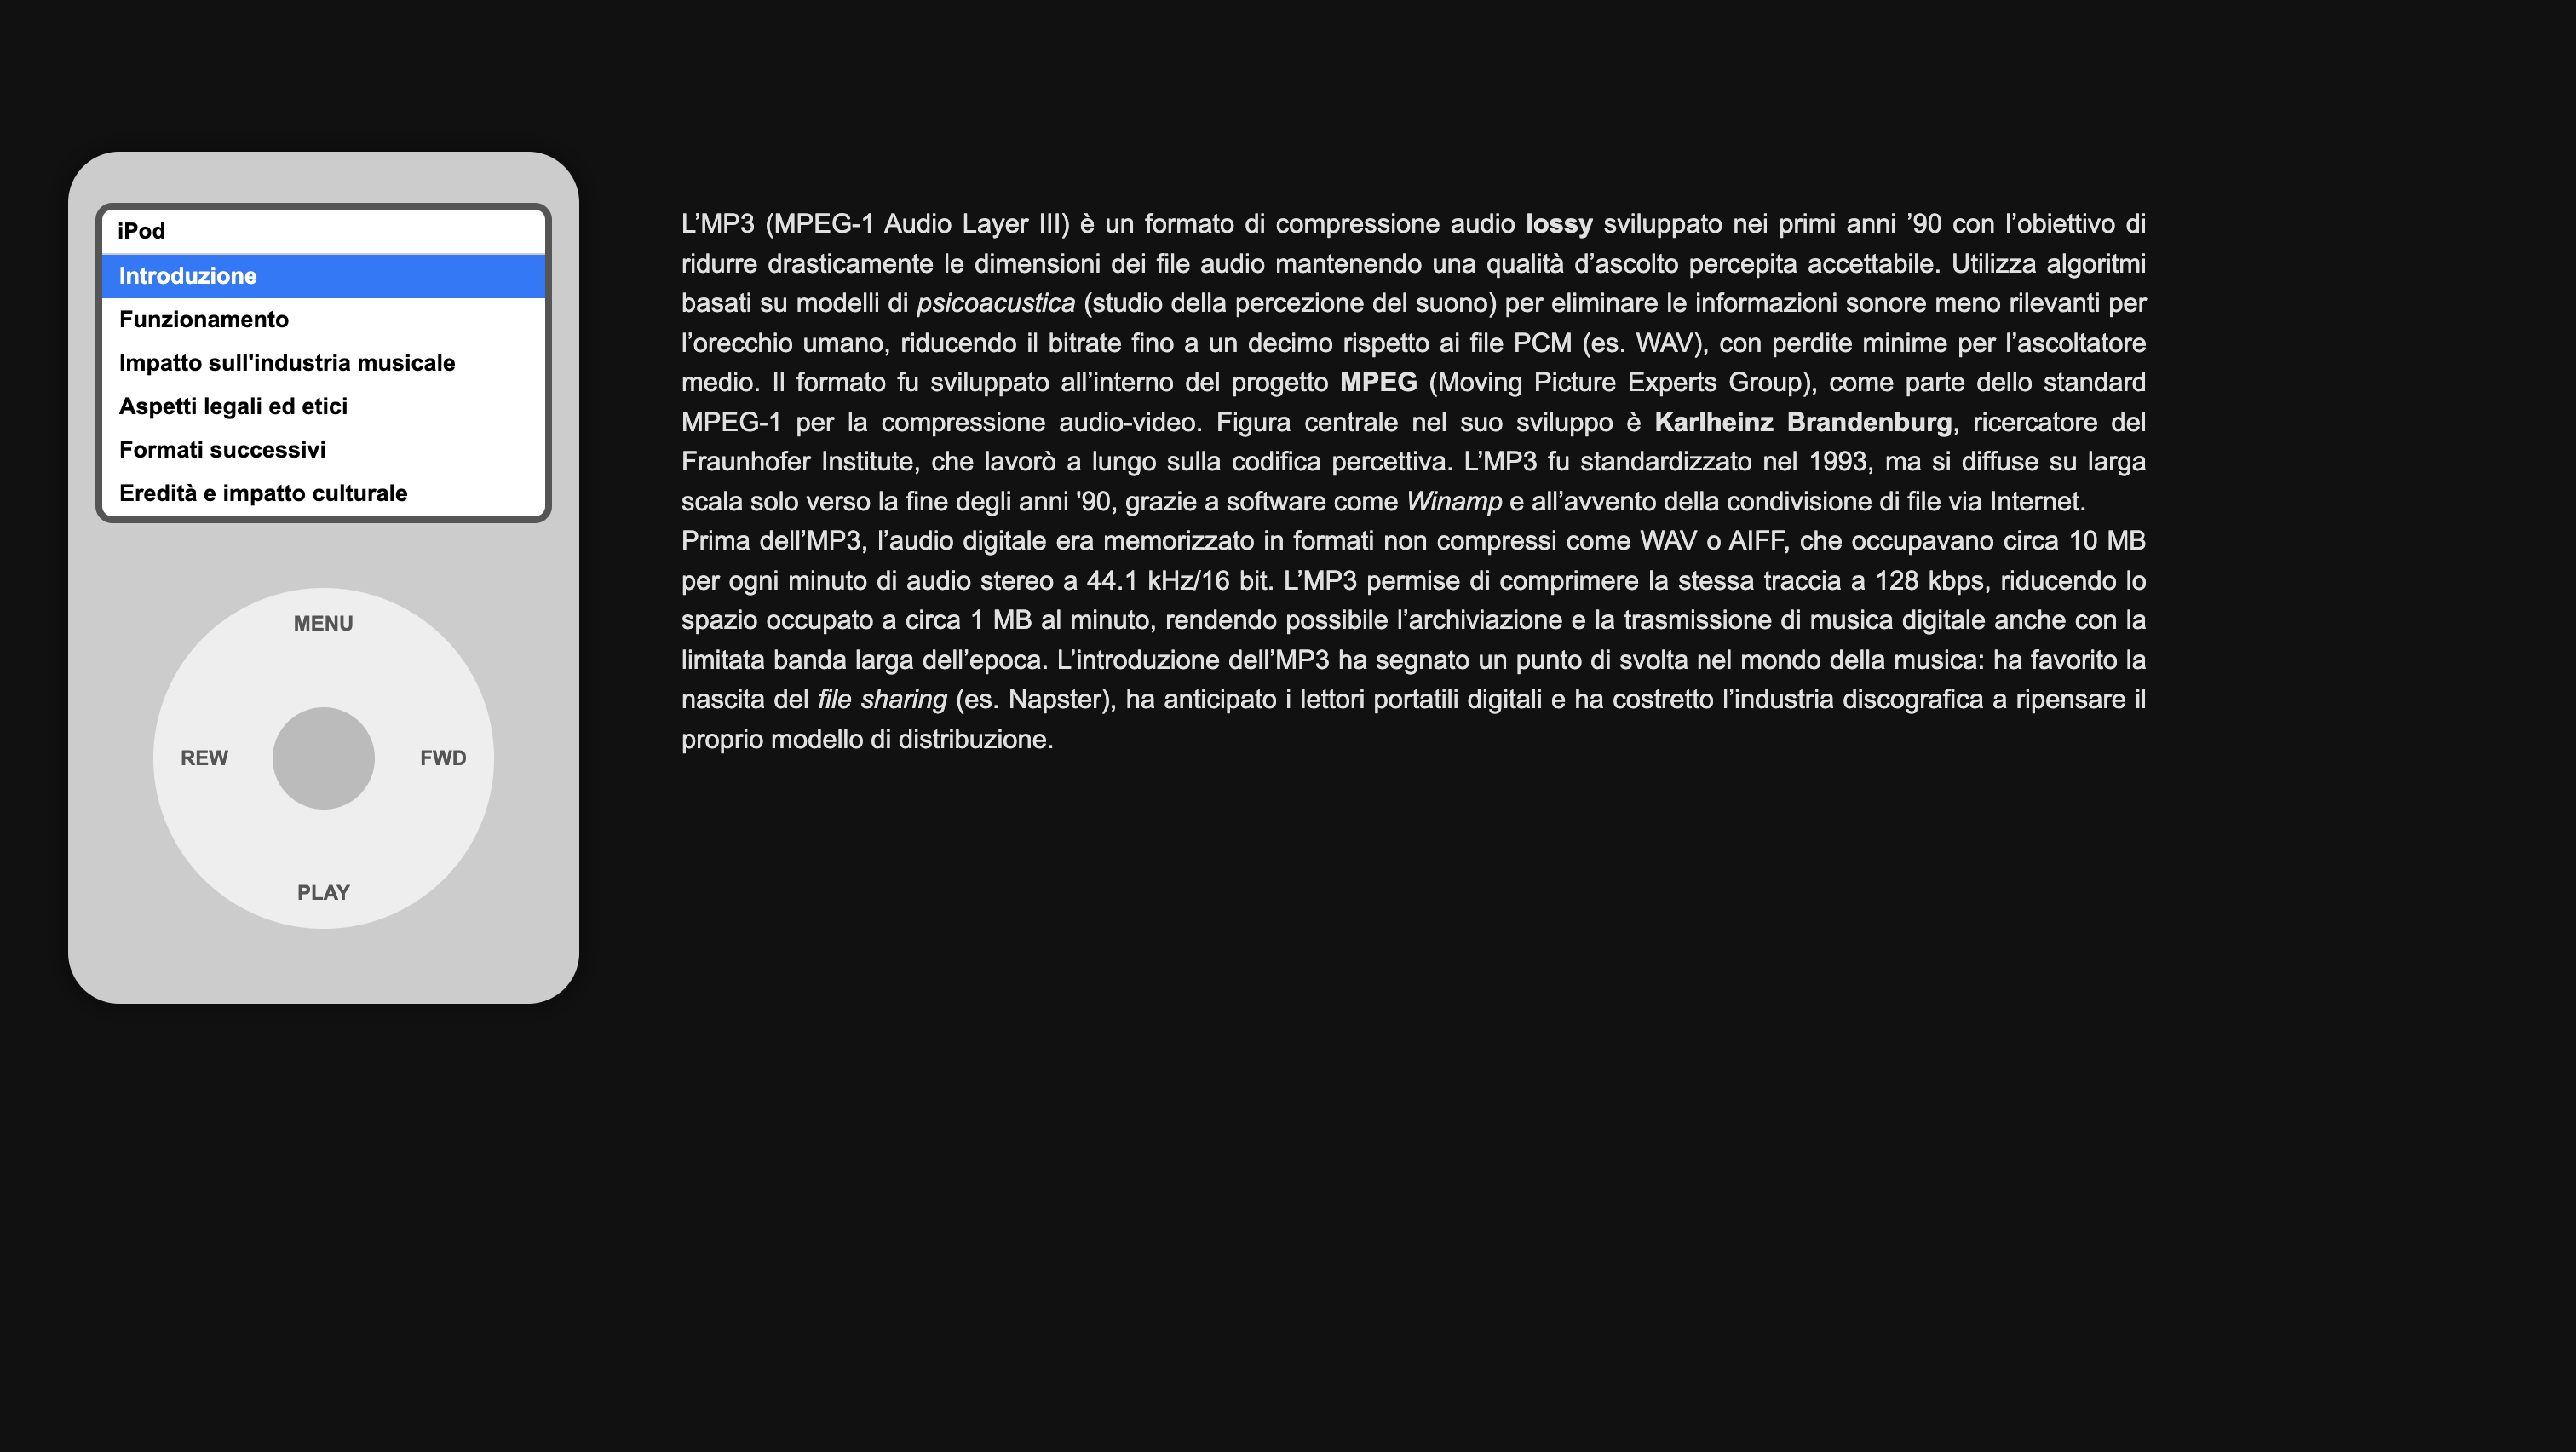 iPod
Introduzione
Funzionamento
Impatto sull'industria musicale
Aspetti legali ed etici
Formati successivi
Eredità e impatto culturale
MENU
REW
FWD
PLAY
L’MP3 (MPEG-1 Audio Layer III) è un formato di compressione audio lossy sviluppato nei primi anni ’90 con l’obiettivo di
ridurre drasticamente le dimensioni dei file audio mantenendo una qualità d’ascolto percepita accettabile. Utilizza algoritmi
basati su modelli di psicoacustica (studio della percezione del suono) per eliminare le informazioni sonore meno rilevanti per
l’orecchio umano, riducendo il bitrate fino a un decimo rispetto ai file PCM (es. WAV), con perdite minime per l’ascoltatore
medio. Il formato fu sviluppato all’interno del progetto MPEG (Moving Picture Experts Group), come parte dello standard
MPEG-1 per la compressione audio-video. Figura centrale nel suo sviluppo è Karlheinz Brandenburg, ricercatore del
Fraunhofer Institute, che lavorò a lungo sulla codifica percettiva. L’MP3 fu standardizzato nel 1993, ma si diffuse su larga
scala solo verso la fine degli anni '90, grazie a software come Winamp e all’avvento della condivisione di file via Internet.
Prima dell’MP3, l’audio digitale era memorizzato in formati non compressi come WAV o AIFF, che occupavano circa 10 MB
per ogni minuto di audio stereo a 44.1 kHz/16 bit. L’MP3 permise di comprimere la stessa traccia a 128 kbps, riducendo lo
spazio occupato a circa 1 MB al minuto, rendendo possibile l’archiviazione e la trasmissione di musica digitale anche con la
limitata banda larga dell’epoca. L’introduzione dell’MP3 ha segnato un punto di svolta nel mondo della musica: ha favorito la
nascita del file sharing (es. Napster), ha anticipato i lettori portatili digitali e ha costretto l’industria discografica a ripensare il
proprio modello di distribuzione.